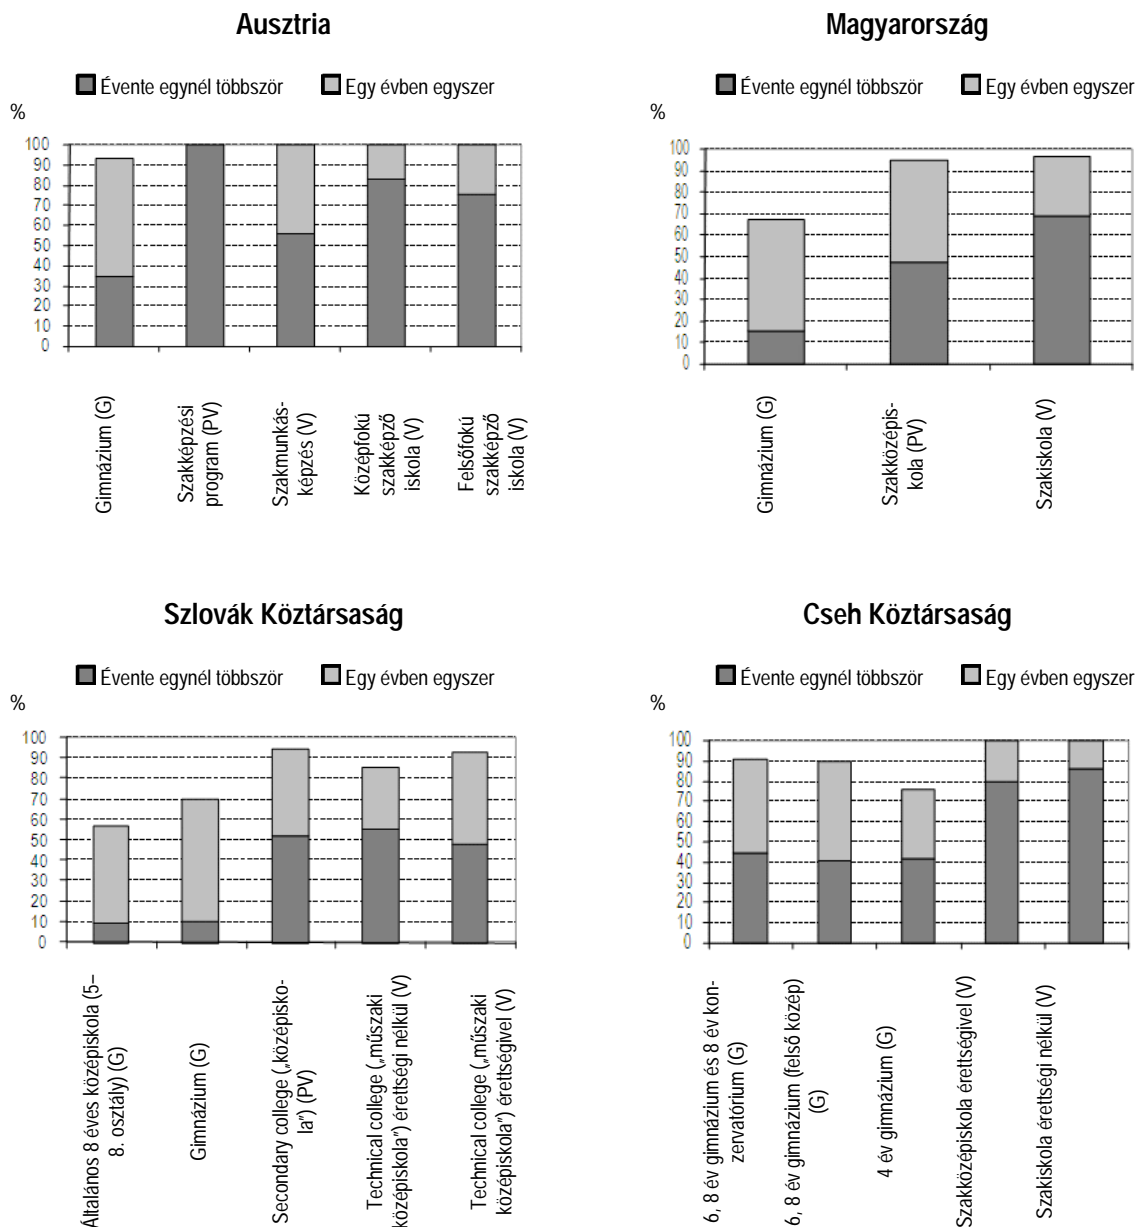 Ausztria
Évente egynél többször
Egy évben egyszer
%
100
90
80
70
60
50
40
30
20
10
0
Gimnázium (G)
Szakképzési
program (PV)
Szakmunkás-
képzés (V)
Középfokú
szakképző
iskola (V)
Felsőfokú
szakképző
iskola (V)
Magyarország
Évente egynél többször
Egy évben egyszer
%
100
90
80
70
60
50
40
30
20
10
0
Gimnázium (G)
Szakközépis-
kola (PV)
Szakiskola (V)
Szlovák Köztársaság
Évente egynél többször
Egy évben egyszer
%
100
90
80
70
60
50
40
30
20
10
0
Általános 8 éves középiskola (5–
8. osztály) (G)
Gimnázium (G)
Secondary college („középisko-
la”) (PV)
Technical college („műszaki
középiskola”) érettségi nélkül (V)
Technical college („műszaki
középiskola”) érettségivel (V)
Cseh Köztársaság
Évente egynél többször
Egy évben egyszer
%
100
90
80
70
60
50
40
30
20
10
0
6, 8 év gimnázium és 8 év kon-
zervatórium (G)
6, 8 év gimnázium (felső közép)
(G)
4 év gimnázium (G)
Szakközépiskola érettségivel (V)
Szakiskola érettségi nélkül (V)